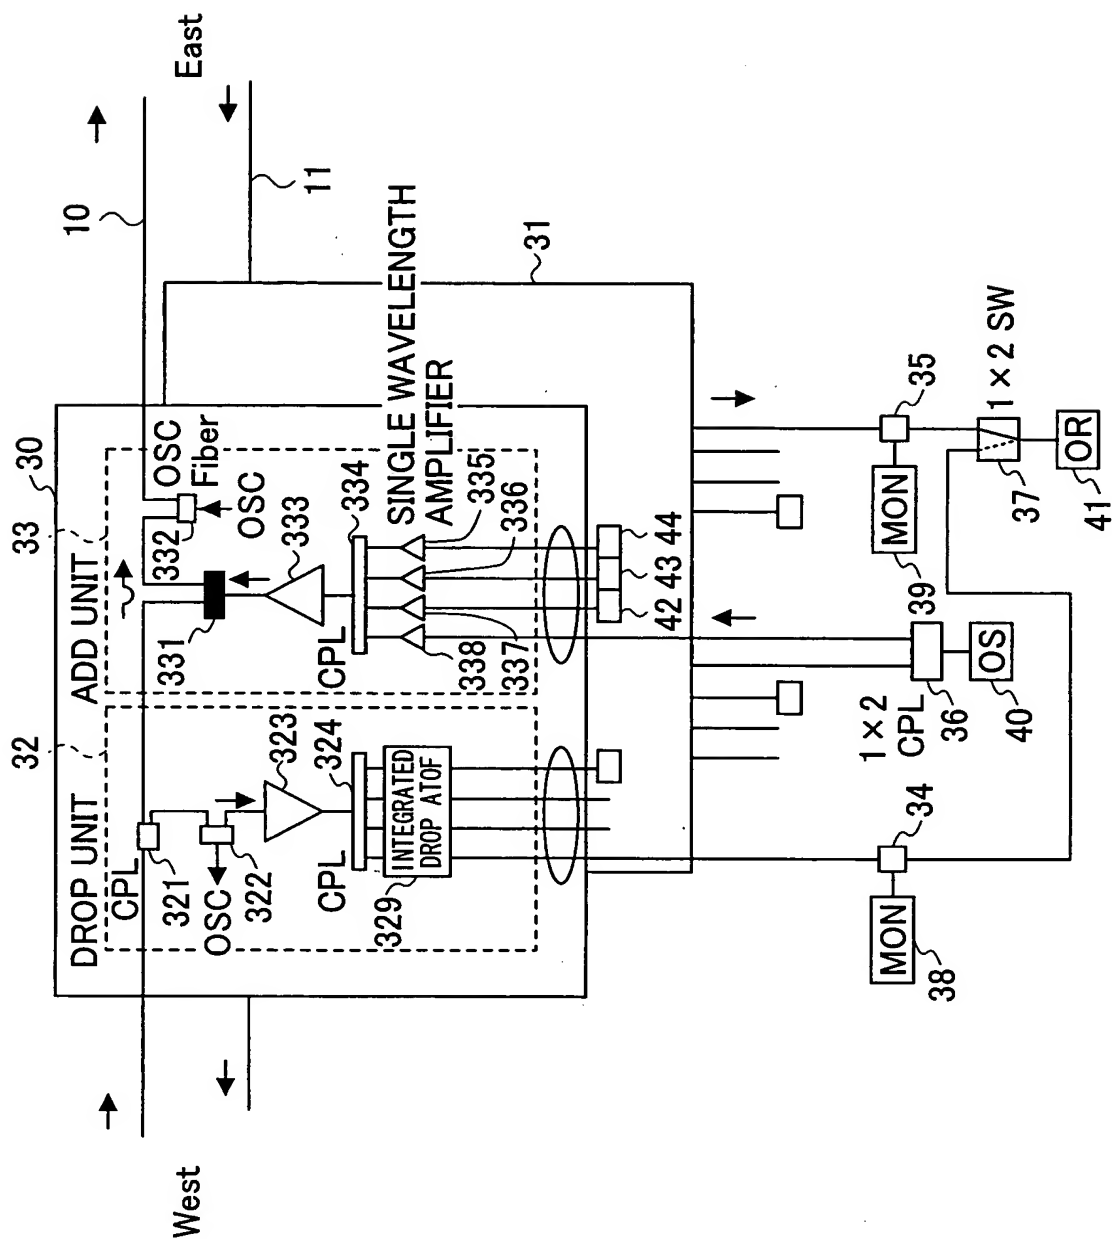 West
East
10
11
30
31
DROP UNIT
32
CPL
321
OSC
322
323
CPL
324
INTEGRATED
DROP ATOF
329
ADD UNIT
33
331
OSC
Fiber
332
OSC
333
CPL
334
SINGLE WAVELENGTH
AMPLIFIER
335
336
337
338
42
43
44
34
MON
38
1×2
CPL
36
OS
40
35
MON
39
1×2 SW
37
OR
41